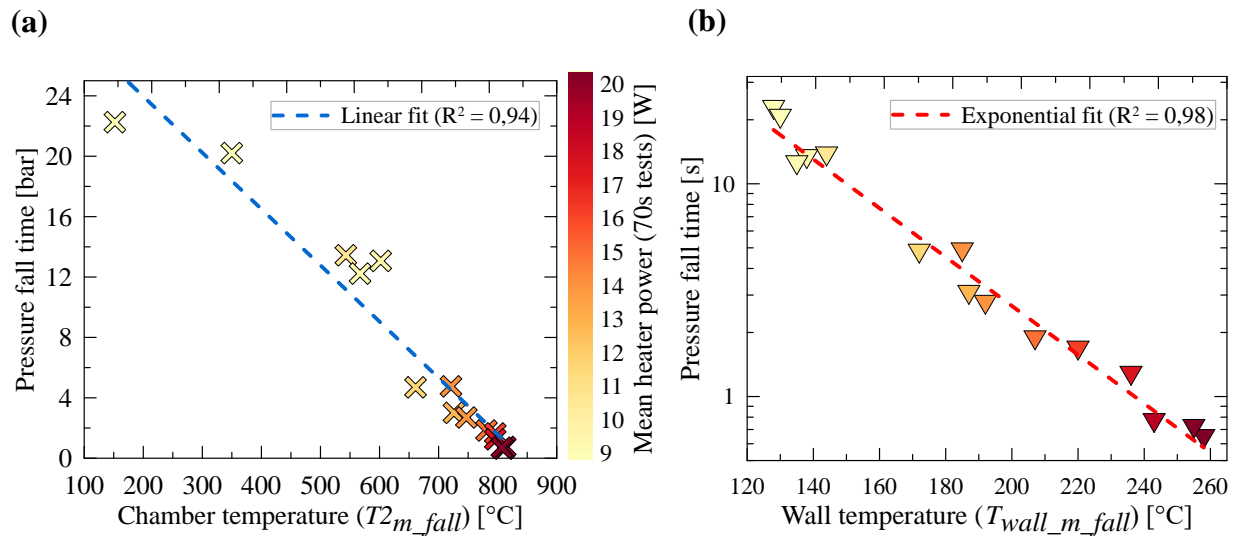 (a)
Pressure fall time [bar]
24
20
16
12
8
4
0
100 200 300 400 500 600 700 800 900
Chamber temperature (T2m_fall) [°C]
Linear fit (R² = 0,94)
Mean heater power (70s tests) [W]
20
19
18
17
16
15
14
13
12
11
10
9
(b)
Pressure fall time [s]
10
1
120 140 160 180 200 220 240 260
Wall temperature (Twall_m_fall) [°C]
Exponential fit (R² = 0,98)